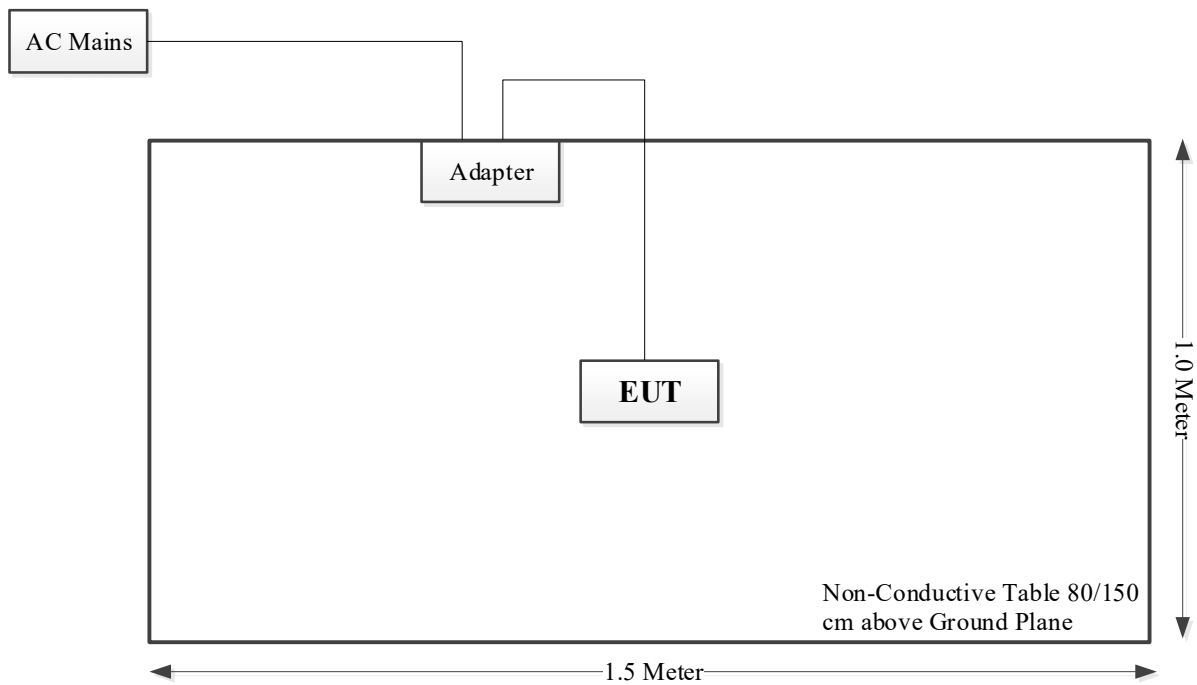 AC Mains
Adapter
EUT
1.0 Meter
Non-Conductive Table 80/150
cm above Ground Plane
1.5 Meter